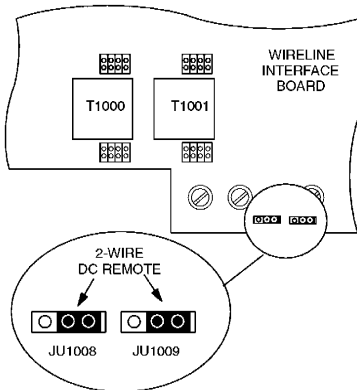 WIRELINE
INTERFACE
BOARD
T1000 T1001
2-WIRE
DC REMOTE
JU1008 JU1009